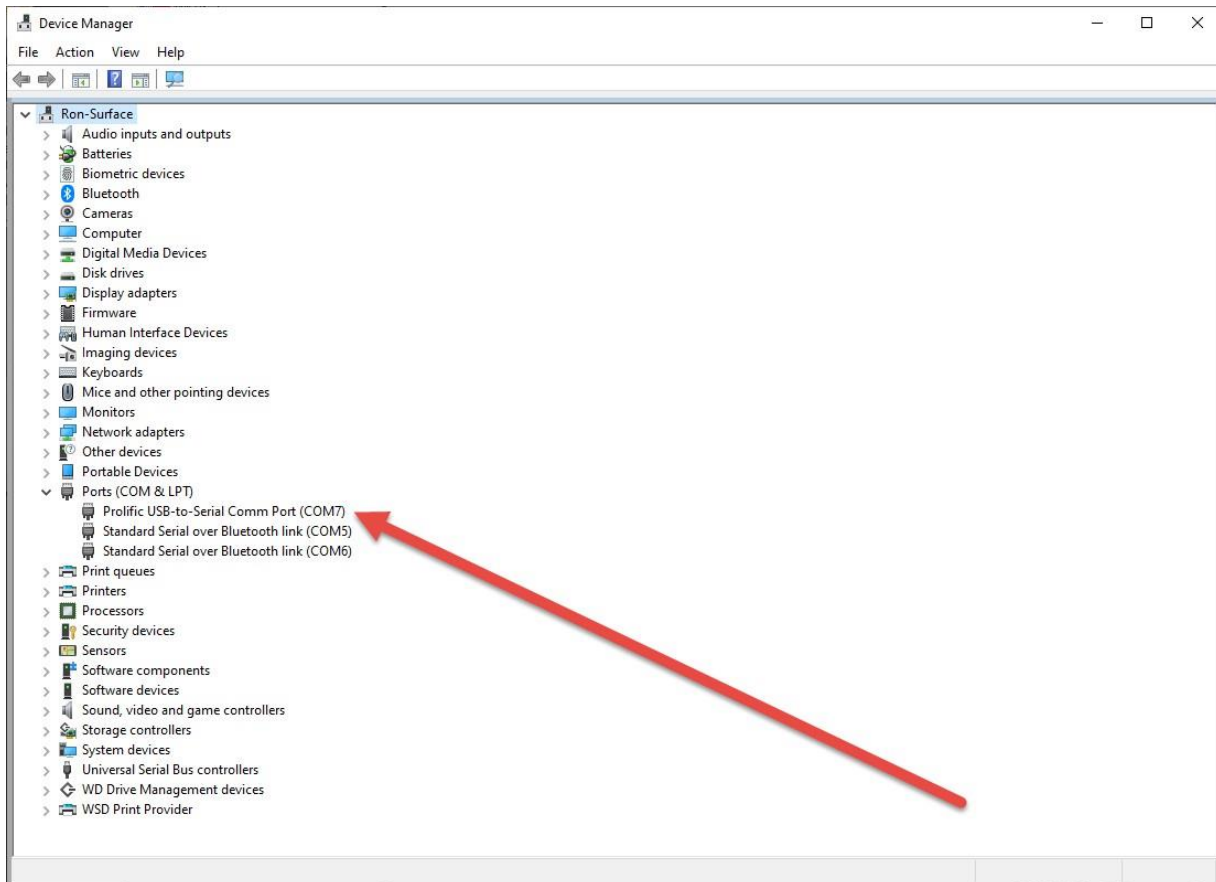 Device Manager
File Action View Help
Ron-Surface
Audio inputs and outputs
Batteries
Biometric devices
Bluetooth
Cameras
Computer
Digital Media Devices
Disk drives
Display adapters
Firmware
Human Interface Devices
Imaging devices
Keyboards
Mice and other pointing devices
Monitors
Network adapters
Other devices
Portable Devices
Ports (COM & LPT)
Prolific USB-to-Serial Comm Port (COM7)
Standard Serial over Bluetooth link (COM5)
Standard Serial over Bluetooth link (COM6)
Print queues
Printers
Processors
Security devices
Sensors
Software components
Software devices
Sound, video and game controllers
Storage controllers
System devices
Universal Serial Bus controllers
WD Drive Management devices
WSD Print Provider